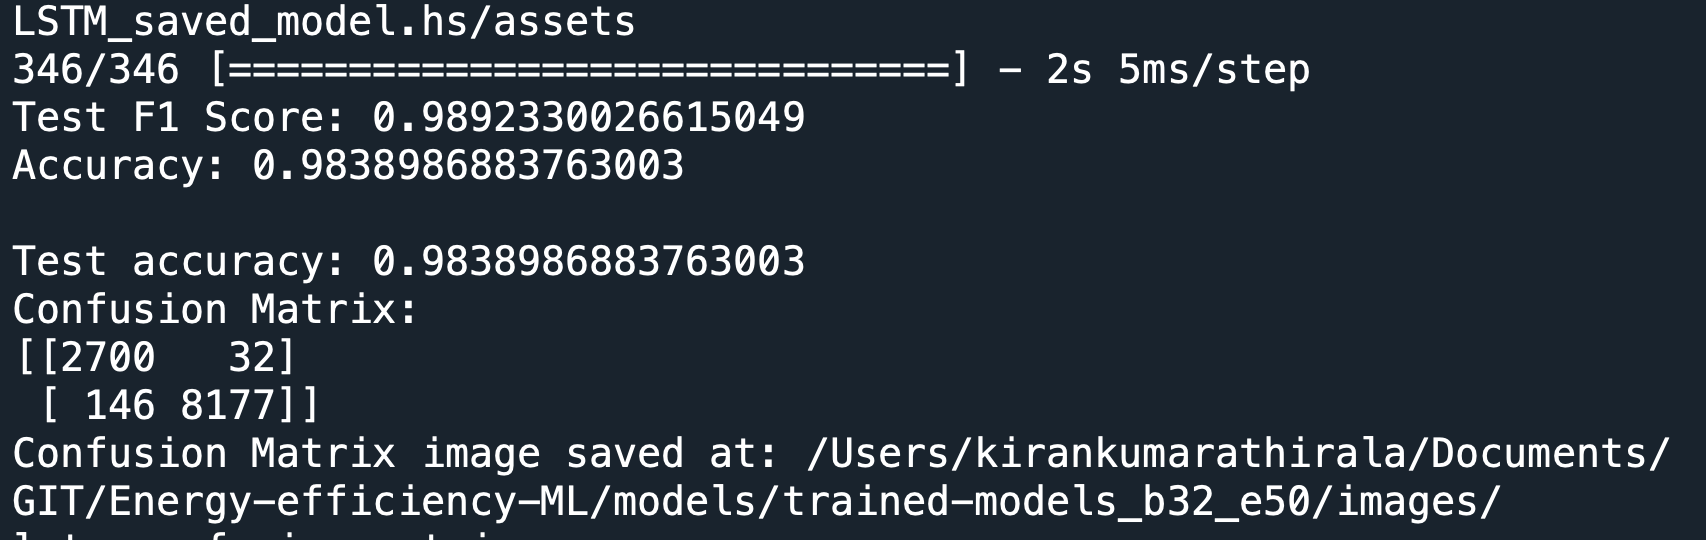 LSTM_saved_model.hs/assets
346/346 [==============================] - 2s 5ms/step
Test F1 Score: 0.9892330026615049
Accuracy: 0.9838986883763003
Test accuracy: 0.9838986883763003
Confusion Matrix:
[[2700   32]
 [ 146 8177]]
Confusion Matrix image saved at: /Users/kirankumarathirala/Documents/
GIT/Energy-efficiency-ML/models/trained-models_b32_e50/images/